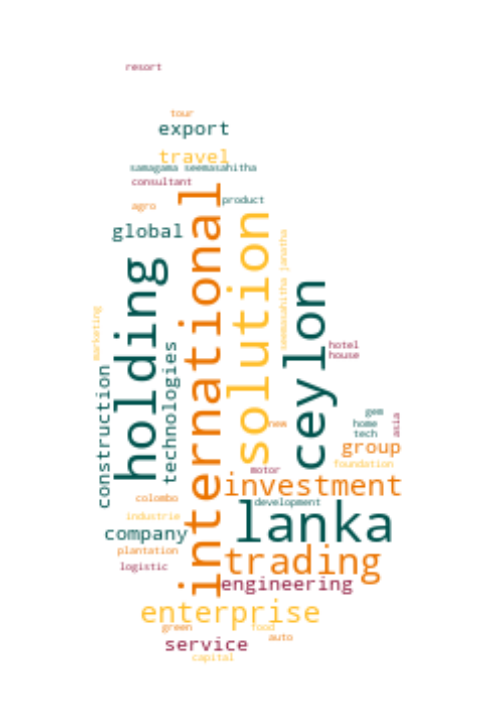 resort
tour
export
travel
samagama seemasahitha
consultant
product
agro
global
international
solution
seemasahitha janatha
holding
ceylon
marketing
technologies
hotel
house
construction
gem
home
asia
tech
new
group
foundation
motor
investment
colombo
development
lanka
industrie
company
trading
plantation
logistic
engineering
enterprise
green
food
auto
service
capital